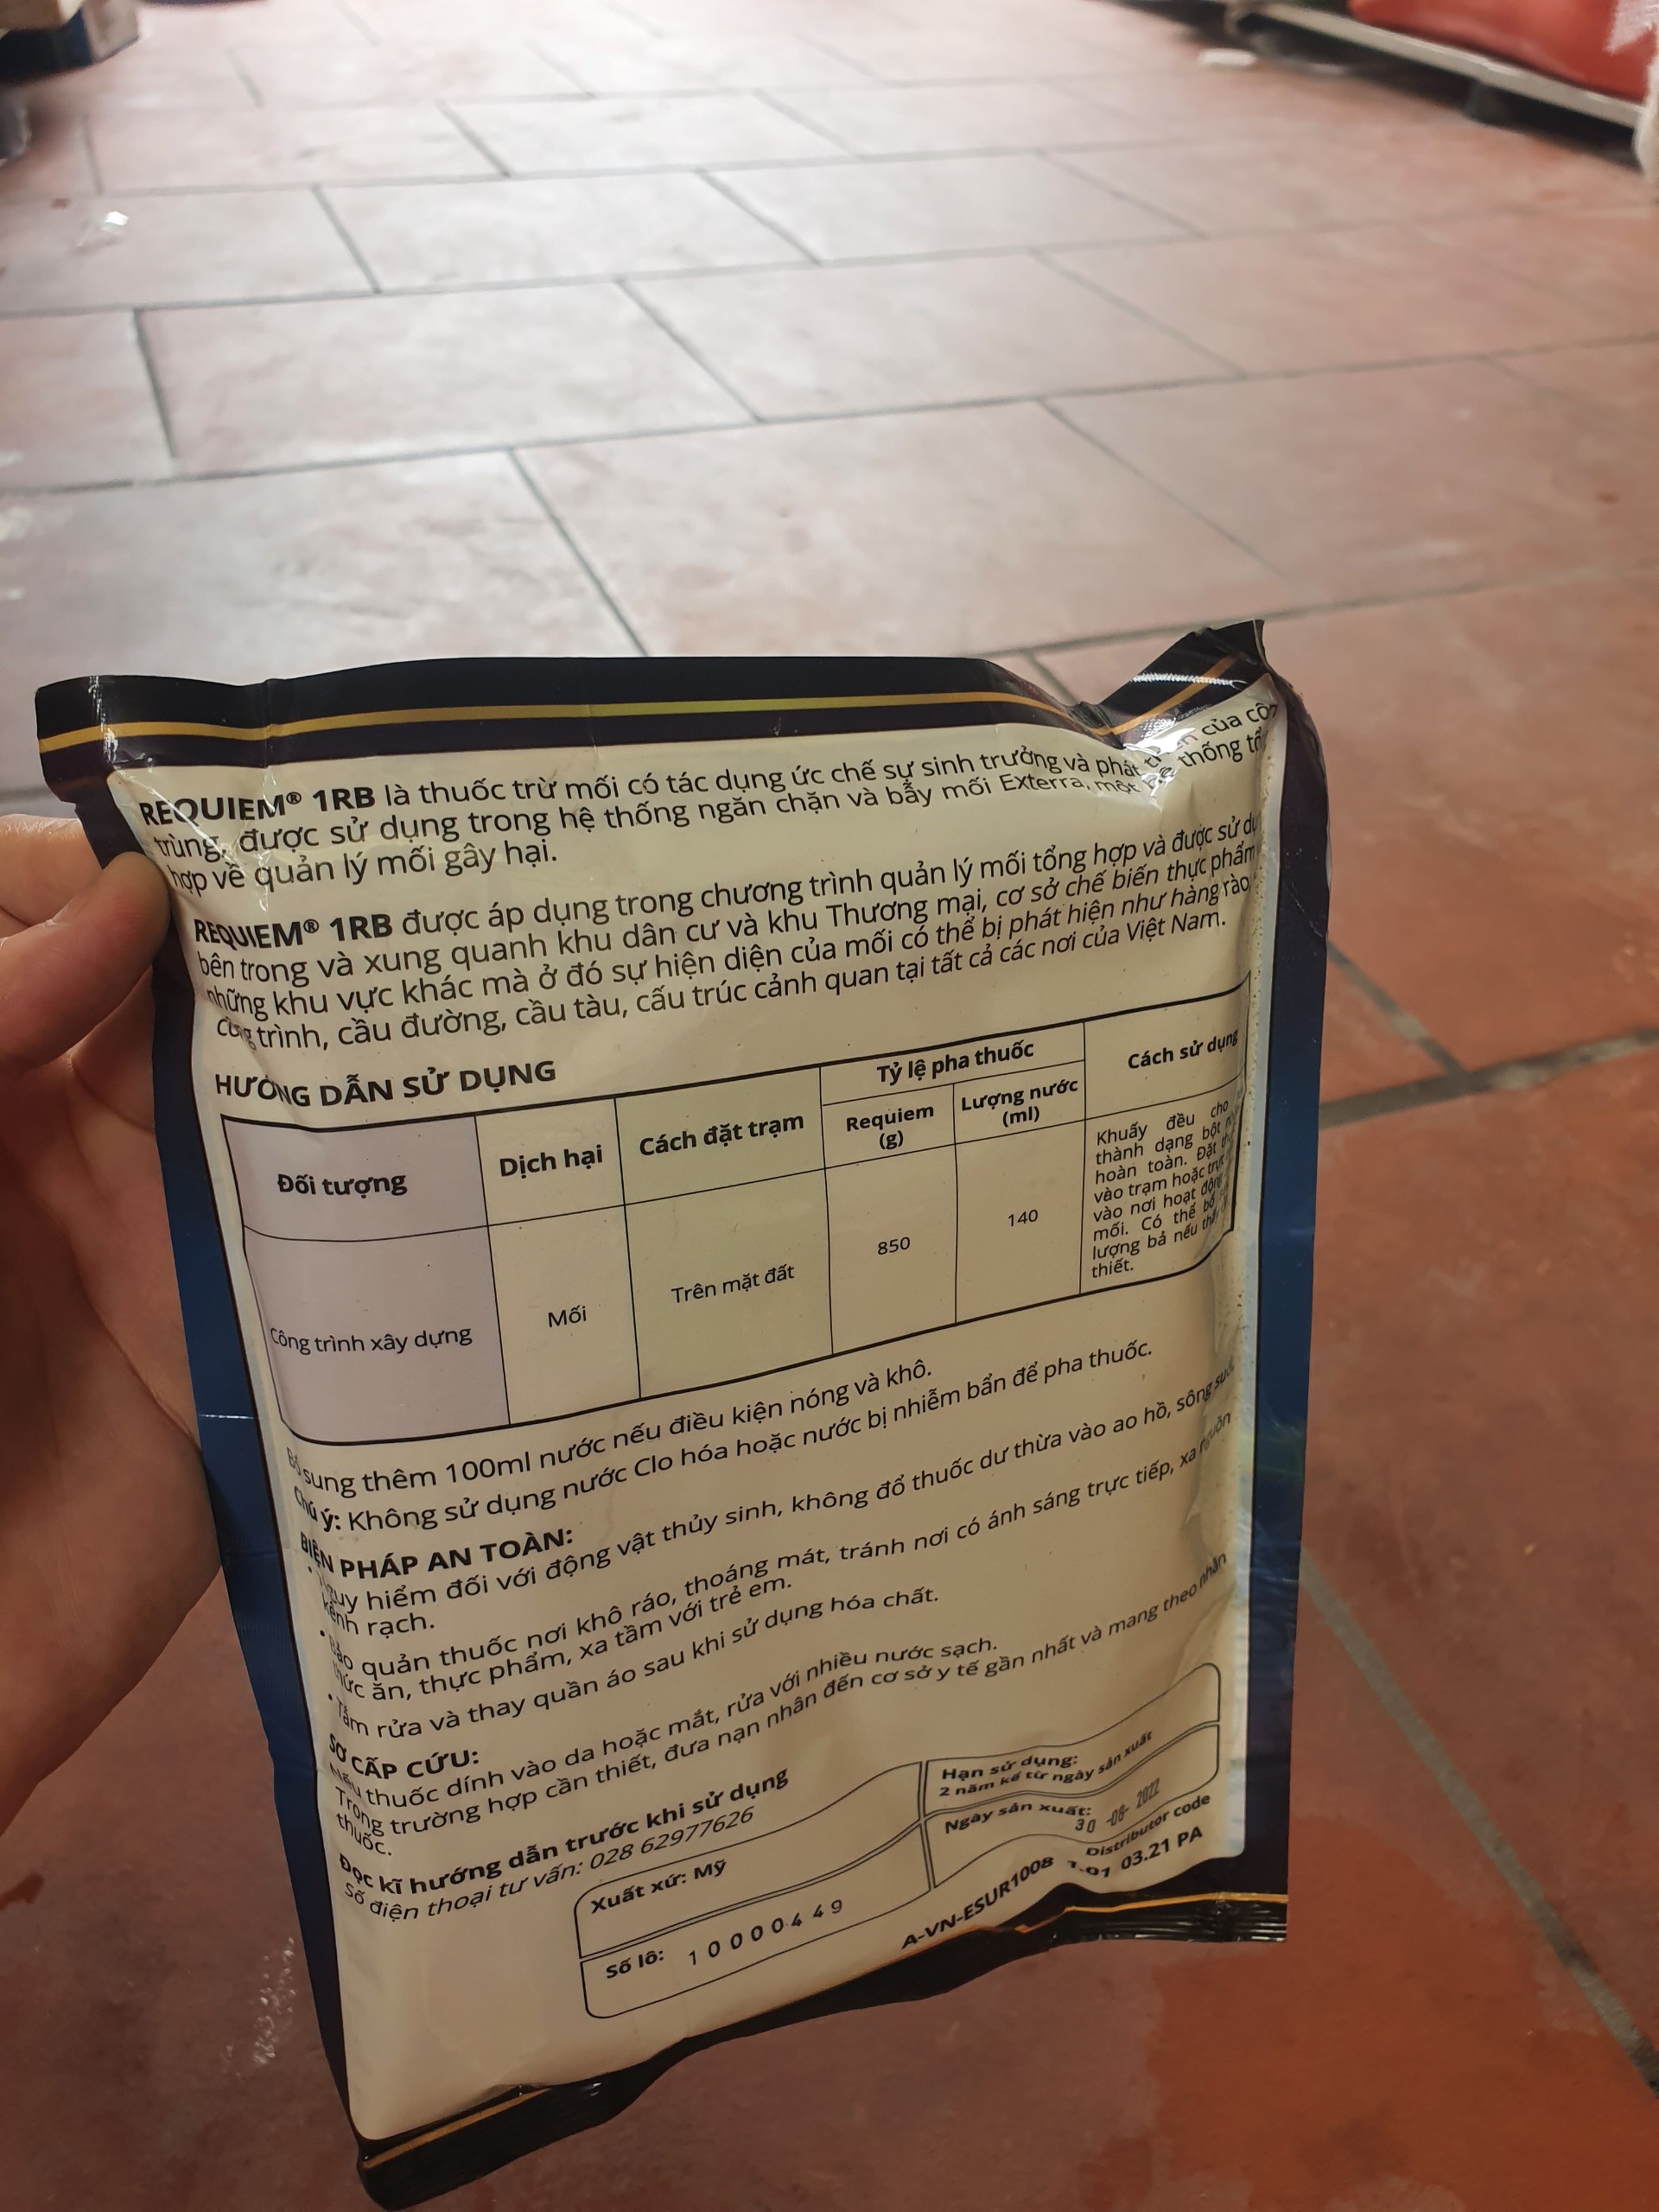 REQUIEM® 1RB là thuốc trừ mối có tác dụng ức chế sự sinh trưởng và phát của
trùng, được sử dụng trong hệ thống ngăn chặn và bẫy mối Exterra, một thống
hợp về quản lý mối gây hại.
REQUIEM® 1RB được áp dụng trong chương trình quản lý mối tổng hợp và được sử
bên trong và xung quanh khu dân cư và khu Thương mại, cơ sở chế biến thực phẩm
những khu vực khác mà ở đó sự hiện diện của mối có thể bị phát hiện như hàng rào
công trình, cầu đường, cầu tàu, cấu trúc cảnh quan tại tất cả các nơi của Việt Nam.
HƯỚNG DẪN SỬ DỤNG
Đối tượng
Dịch hại
Cách đặt trạm
Tỷ lệ pha thuốc
Requiem
(g)
Lượng nước
(ml)
Cách sử dụng
Công trình xây dựng
Mối
Trên mặt đất
850
140
Khuấy đều cho
thành dạng bột
hoàn toàn. Đặt
vào trạm hoặc
vào nơi hoạt động
mối. Có thể bổ
lượng bả nếu
thiết.
Bổ sung thêm 100ml nước nếu điều kiện nóng và khô.
Chú ý: Không sử dụng nước Clo hóa hoặc nước bị nhiễm bẩn để pha thuốc.
BIỆN PHÁP AN TOÀN:
• Nguy hiểm đối với động vật thủy sinh, không đổ thuốc dư thừa vào ao hồ, sông suối,
kênh rạch.
• Bảo quản thuốc nơi khô ráo, thoáng mát, tránh nơi có ánh sáng trực tiếp, xa nguồn
thức ăn, thực phẩm, xa tầm với trẻ em.
• Tắm rửa và thay quần áo sau khi sử dụng hóa chất.
SƠ CẤP CỨU:
Nếu thuốc dính vào da hoặc mắt, rửa với nhiều nước sạch.
Trong trường hợp cần thiết, đưa nạn nhân đến cơ sở y tế gần nhất và mang theo nhãn
thuốc.
Đọc kĩ hướng dẫn trước khi sử dụng
Số điện thoại tư vấn: 028 62977626
Xuất xứ: Mỹ
Hạn sử dụng:
2 năm kể từ ngày sản xuất
Số lô: 10000449
Ngày sản xuất:
30 -08- 2022
Distributor code
A-VN-ESUR1008 1-01 03.21 PA